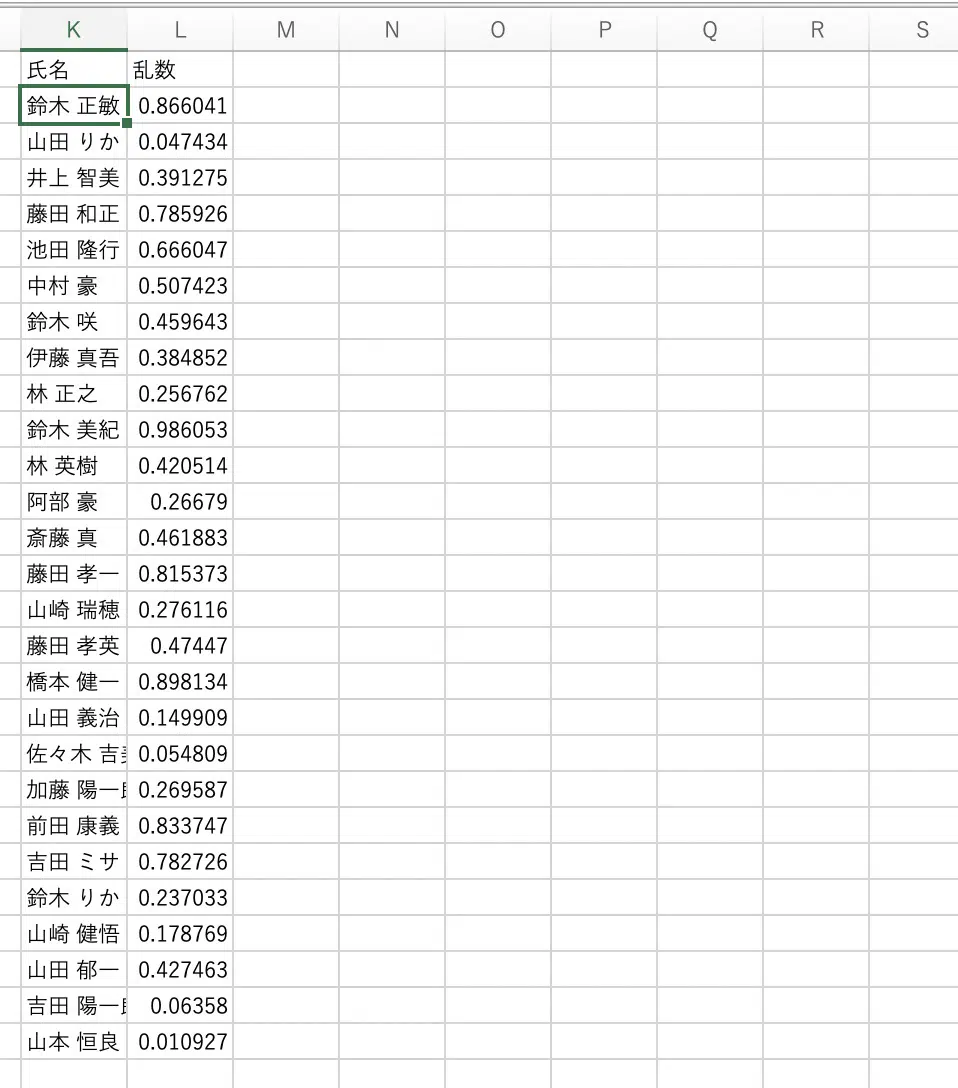 K L M N O P Q R S
氏名 乱数
鈴木 正敏 0.866041
山田 りか 0.047434
井上 智美 0.391275
藤田 和正 0.785926
池田 隆行 0.666047
中村 豪 0.507423
鈴木 咲 0.459643
伊藤 真吾 0.384852
林 正之 0.256762
鈴木 美紀 0.986053
林 英樹 0.420514
阿部 豪 0.26679
斎藤 真 0.461883
藤田 孝一 0.815373
山崎 瑞穂 0.276116
藤田 孝英 0.47447
橋本 健一 0.898134
山田 義治 0.149909
佐々木 吉 0.054809
加藤 陽一 0.269587
前田 康義 0.833747
吉田 ミサ 0.782726
鈴木 りか 0.237033
山崎 健悟 0.178769
山田 郁一 0.427463
吉田 陽一 0.06358
山本 恒良 0.010927